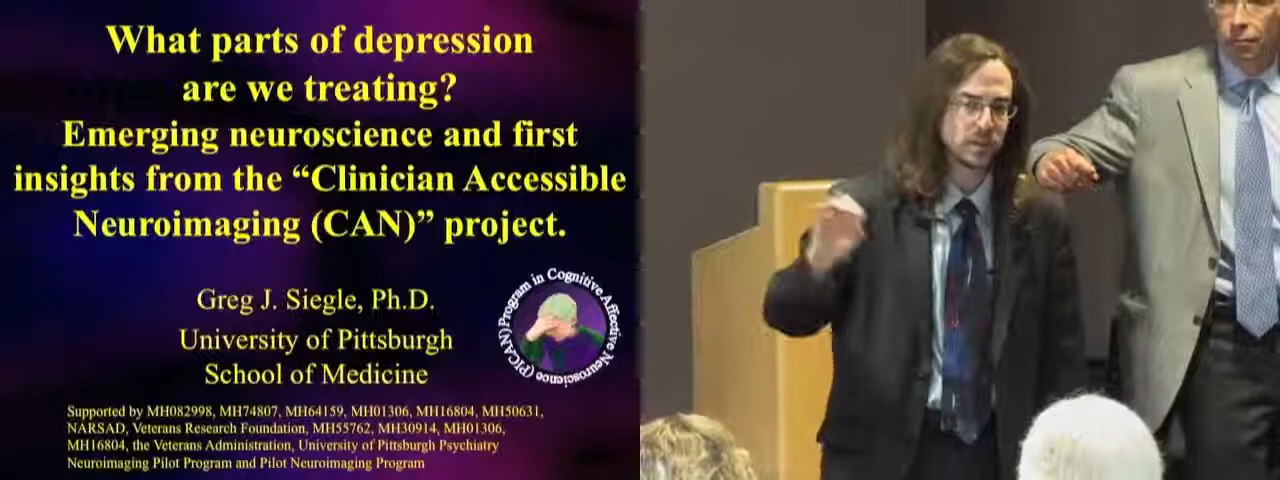 What parts of depression
are we treating?
Emerging neuroscience and first
insights from the “Clinician Accessible
Neuroimaging (CAN)” project.
Greg J. Siegle, Ph.D.
University of Pittsburgh
School of Medicine
Program in Cognitive Affective Neuroscience (PICAN)
Supported by MH082998, MH74807, MH64159, MH01306, MH16804, MH50631,
NARSAD, Veterans Research Foundation, MH55762, MH30914, MH01306,
MH16804, the Veterans Administration, University of Pittsburgh Psychiatry
Neuroimaging Pilot Program and Pilot Neuroimaging Program